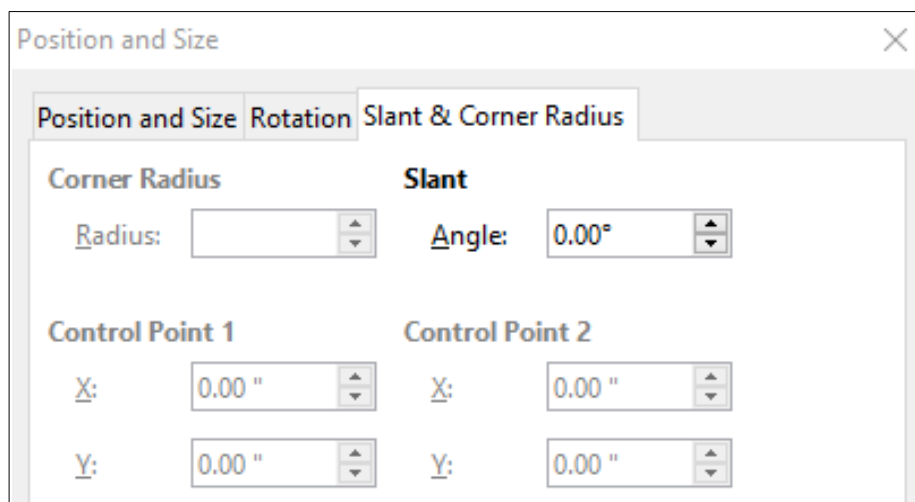 Position and Size
Position and Size Rotation Slant & Corner Radius
Corner Radius Slant
Radius: Angle: 0.00°
Control Point 1 Control Point 2
X: 0.00 " X: 0.00 "
Y: 0.00 " Y: 0.00 "